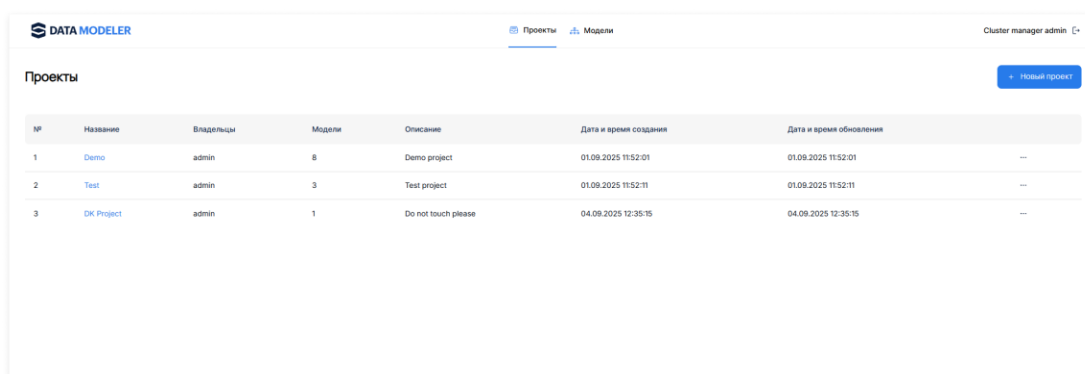 DATA MODELER Проекты Модели Cluster manager admin
Проекты + Новый проект
№ Название Владельцы Модели Описание Дата и время создания Дата и время обновления
1 Demo admin 8 Demo project 01.09.2025 11:52:01 01.09.2025 11:52:01 ...
2 Test admin 3 Test project 01.09.2025 11:52:11 01.09.2025 11:52:11 ...
3 DK Project admin 1 Do not touch please 04.09.2025 12:35:15 04.09.2025 12:35:15 ...